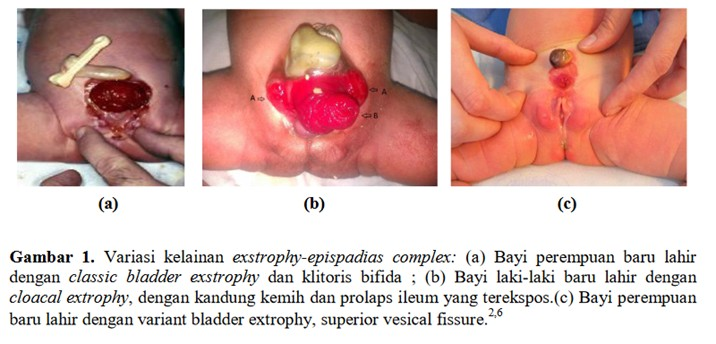 A
A
B
(a) (b) (c)
Gambar 1. Variasi kelainan exstrophy-epispadias complex: (a) Bayi perempuan baru lahir
dengan classic bladder exstrophy dan klitoris bifida ; (b) Bayi laki-laki baru lahir dengan
cloacal extrophy, dengan kandung kemih dan prolaps ileum yang terekspos.(c) Bayi perempuan
baru lahir dengan variant bladder extrophy, superior vesical fissure.2,6